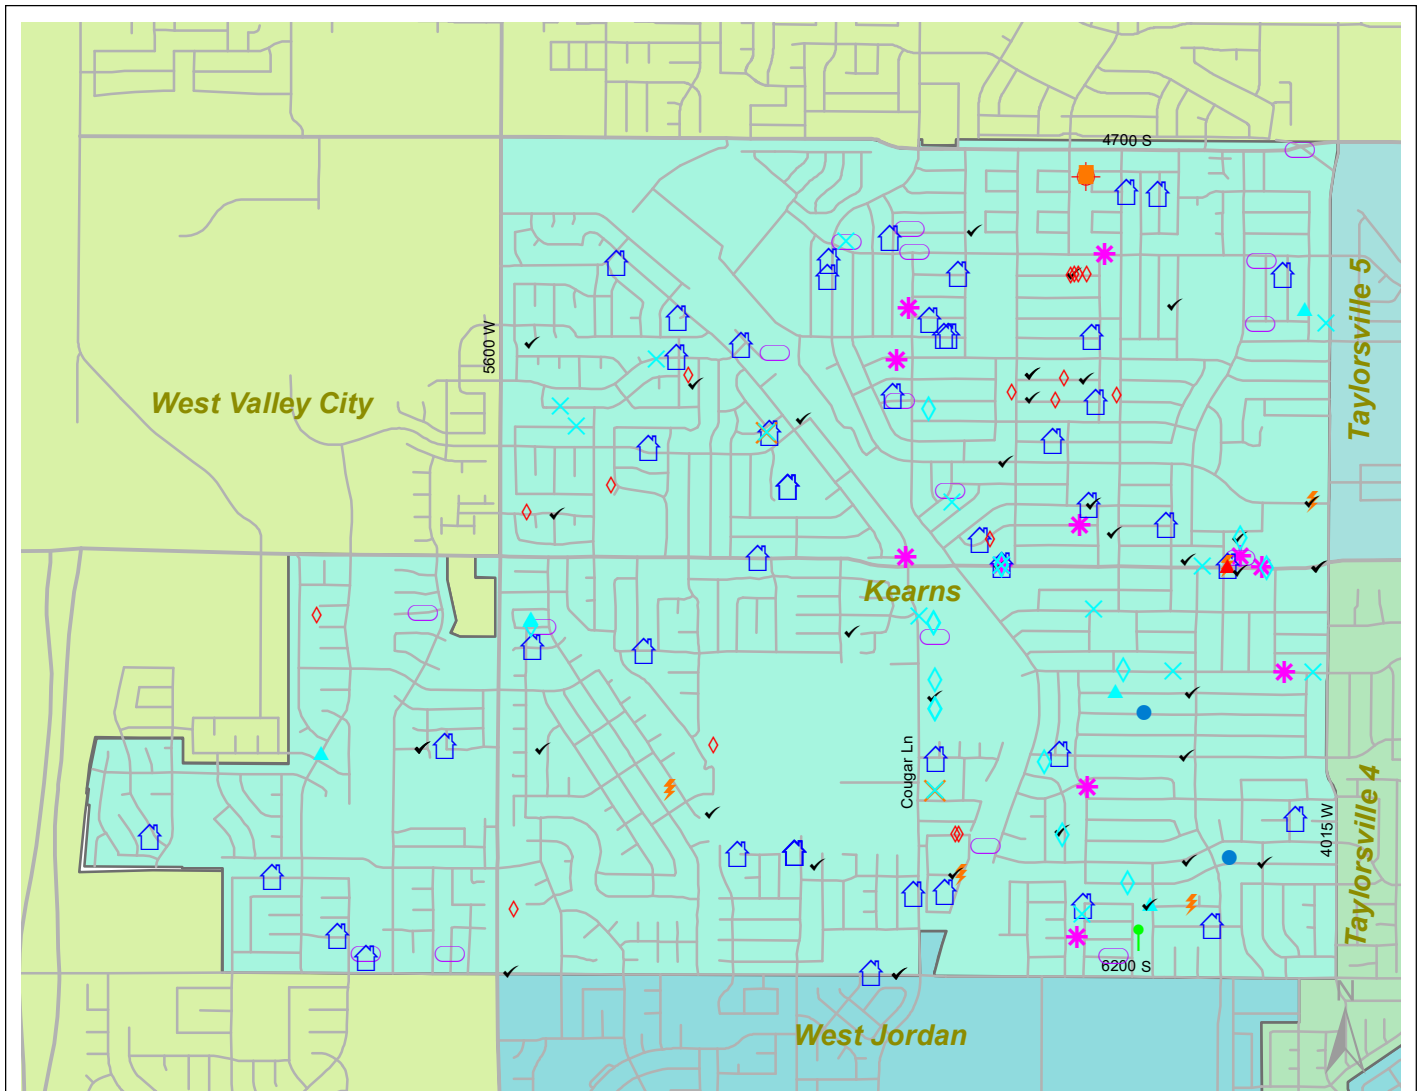 4700 S
Taylorsville 5
5600 W
West Valley City
Kearns
Cougar Ln
Taylorsville 4
4015 W
6200 S
N
West Jordan